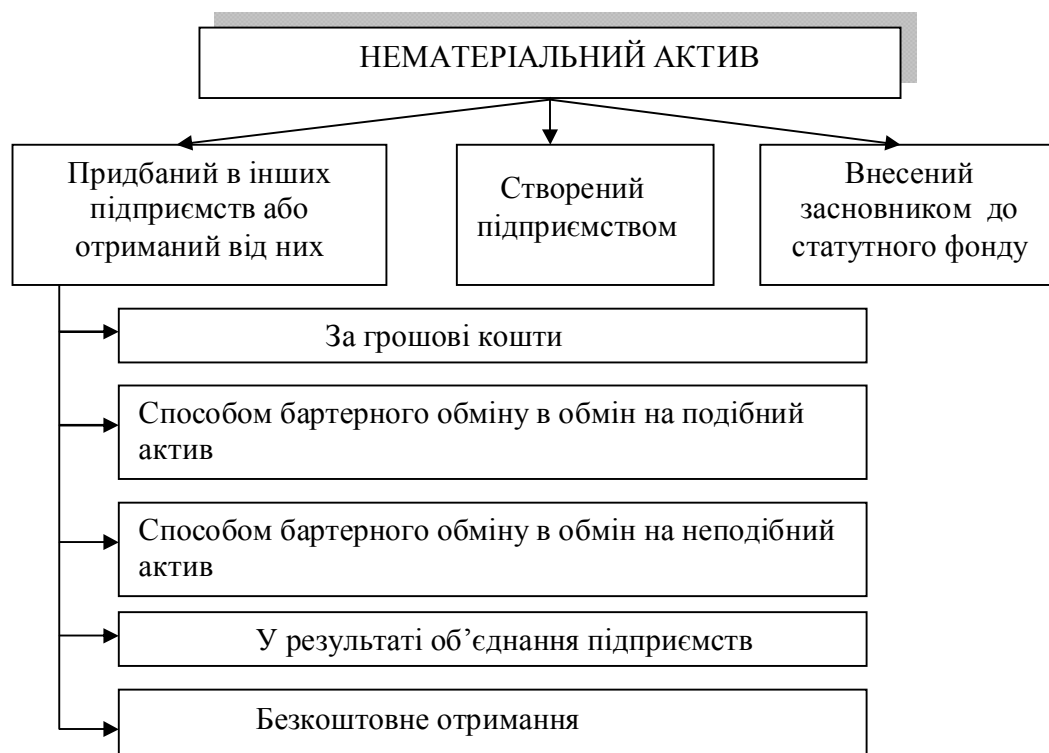 НЕМАТЕРІАЛЬНИЙ АКТИВ
Придбаний в інших
підприємств або
отриманий від них
Створений
підприємством
Внесений
засновником до
статутного фонду
За грошові кошти
Способом бартерного обміну в обмін на подібний
актив
Способом бартерного обміну в обмін на неподібний
актив
У результаті об’єднання підприємств
Безкоштовне отримання